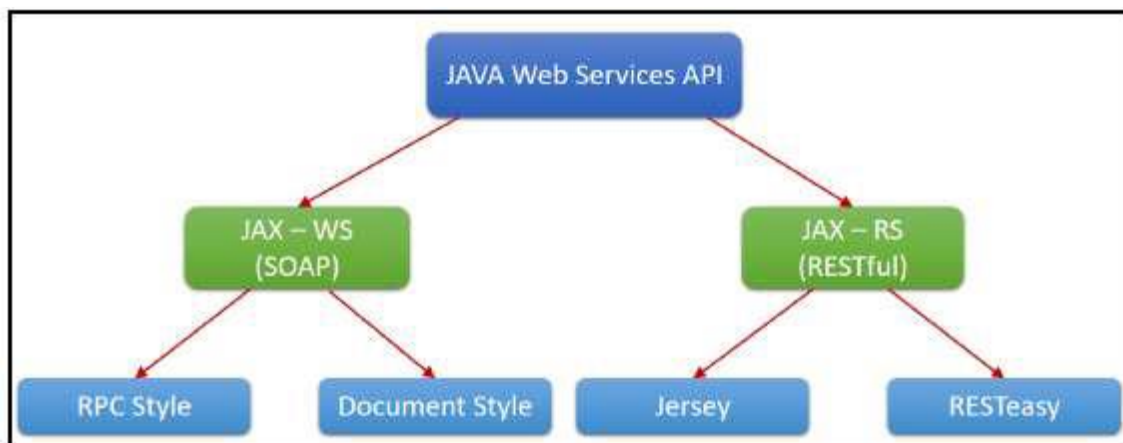 JAVA Web Services API
JAX – WS
(SOAP)
JAX – RS
(RESTful)
RPC Style
Document Style
Jersey
RESTeasy